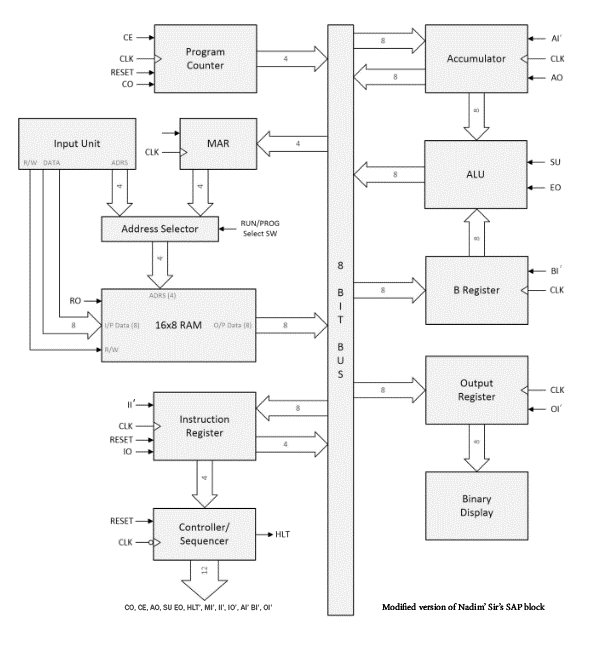 CE
CLK
RESET
CO
Program
Counter
4
8
8
Accumulator
AI'
CLK
AO
8
Input Unit
R/W DATA ADRS
4
CLK
MAR
4
4
ALU
SU
EO
8
8
Address Selector
RUN/PROG
Select SW
4
RO
ADRS (4)
I/P Data (8)
16x8 RAM
O/P Data (8)
R/W
8
8
8
BIT
BUS
8
B Register
BI'
CLK
8
Output
Register
CLK
OI'
8
Binary
Display
II'
CLK
RESET
IO
Instruction
Register
8
4
4
RESET
CLK
Controller/
Sequencer
HLT
12
CO, CE, AO, SU EO, HLT', MI', II', IO', AI' BI', OI'
Modified version of Nadim' Sir's SAP block